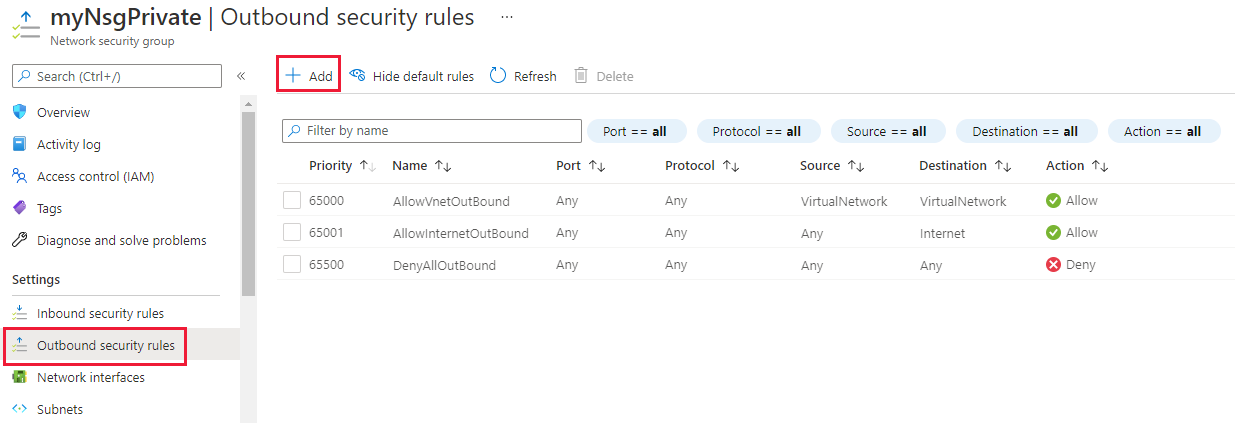 myNsgPrivate | Outbound security rules ...
Network security group
Search (Ctrl+/) «
+ Add Hide default rules Refresh Delete
Overview
Activity log
Access control (IAM)
Tags
Diagnose and solve problems
Settings
Inbound security rules
Outbound security rules
Network interfaces
Subnets
Filter by name Port == all Protocol == all Source == all Destination == all Action == all
Priority ↑↓ Name ↑↓ Port ↑↓ Protocol ↑↓ Source ↑↓ Destination ↑↓ Action ↑↓
65000 AllowVnetOutBound Any Any VirtualNetwork VirtualNetwork Allow
65001 AllowInternetOutBound Any Any Any Internet Allow
65500 DenyAllOutBound Any Any Any Any Deny